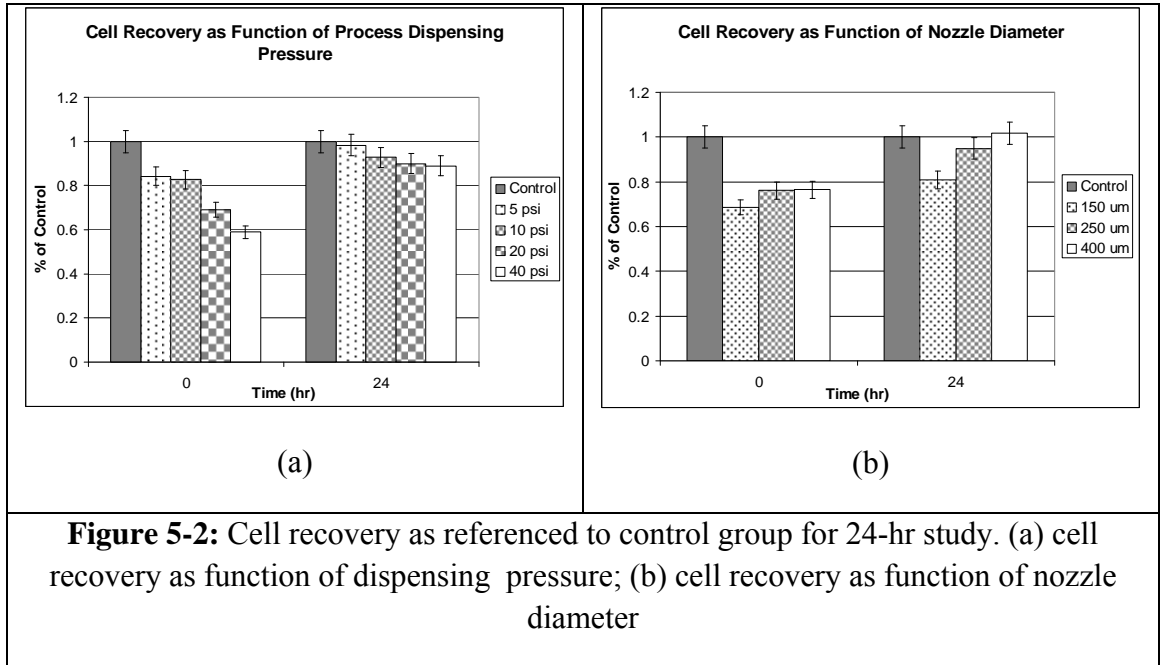 Cell Recovery as Function of Process Dispensing
Pressure
% of Control
1.2
1
0.8
0.6
0.4
0.2
0
0
24
Time (hr)
Control
5 psi
10 psi
20 psi
40 psi
(a)
Cell Recovery as Function of Nozzle Diameter
% of Control
1.2
1
0.8
0.6
0.4
0.2
0
0
24
Time (hr)
Control
150 um
250 um
400 um
(b)
Figure 5-2: Cell recovery as referenced to control group for 24-hr study. (a) cell
recovery as function of dispensing pressure; (b) cell recovery as function of nozzle
diameter